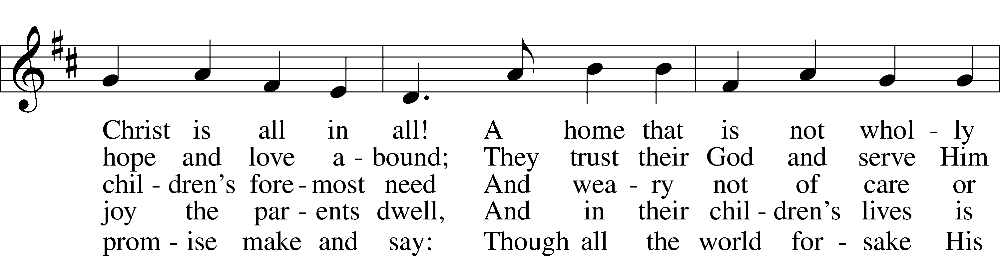 Christ is all in all! A home that is not whol - ly
hope and love a - bound; They trust their God and serve Him
chil - dren's fore - most need And wea - ry not of care or
joy the par - ents dwell, And in their chil - dren's lives is
prom - ise make and say: Though all the world for - sake His